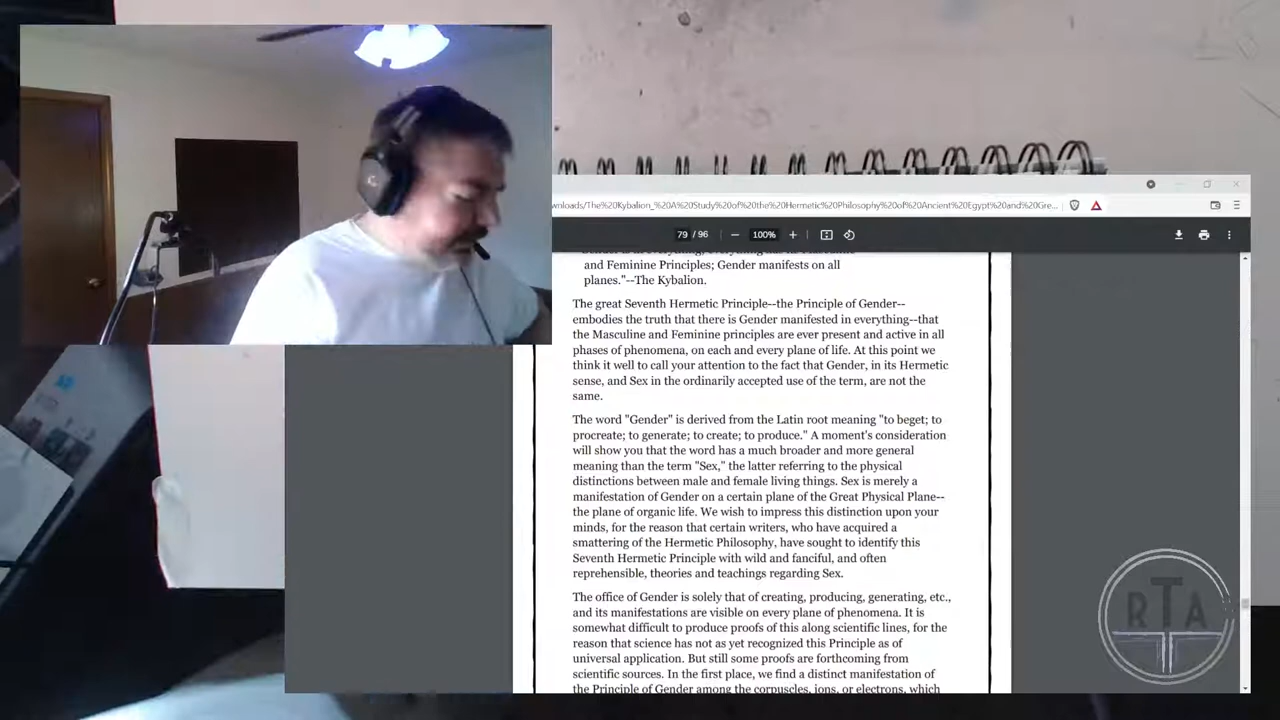 wnloads/The%20Kybalion_%20A%20Study%20of%20the%20Hermetic%20Philosophy%20of%20Ancient%20Egypt%20and%20Gre...
79 / 96
100%
and Feminine Principles; Gender manifests on all
planes."--The Kybalion.
The great Seventh Hermetic Principle--the Principle of Gender--
embodies the truth that there is Gender manifested in everything--that
the Masculine and Feminine principles are ever present and active in all
phases of phenomena, on each and every plane of life. At this point we
think it well to call your attention to the fact that Gender, in its Hermetic
sense, and Sex in the ordinarily accepted use of the term, are not the
same.
The word "Gender" is derived from the Latin root meaning "to beget; to
procreate; to generate; to create; to produce." A moment's consideration
will show you that the word has a much broader and more general
meaning than the term "Sex," the latter referring to the physical
distinctions between male and female living things. Sex is merely a
manifestation of Gender on a certain plane of the Great Physical Plane--
the plane of organic life. We wish to impress this distinction upon your
minds, for the reason that certain writers, who have acquired a
smattering of the Hermetic Philosophy, have sought to identify this
Seventh Hermetic Principle with wild and fanciful, and often
reprehensible, theories and teachings regarding Sex.
The office of Gender is solely that of creating, producing, generating, etc.,
and its manifestations are visible on every plane of phenomena. It is
somewhat difficult to produce proofs of this along scientific lines, for the
reason that science has not as yet recognized this Principle as of
universal application. But still some proofs are forthcoming from
scientific sources. In the first place, we find a distinct manifestation of
the Principle of Gender among the corpuscles, ions, or electrons, which
RTA